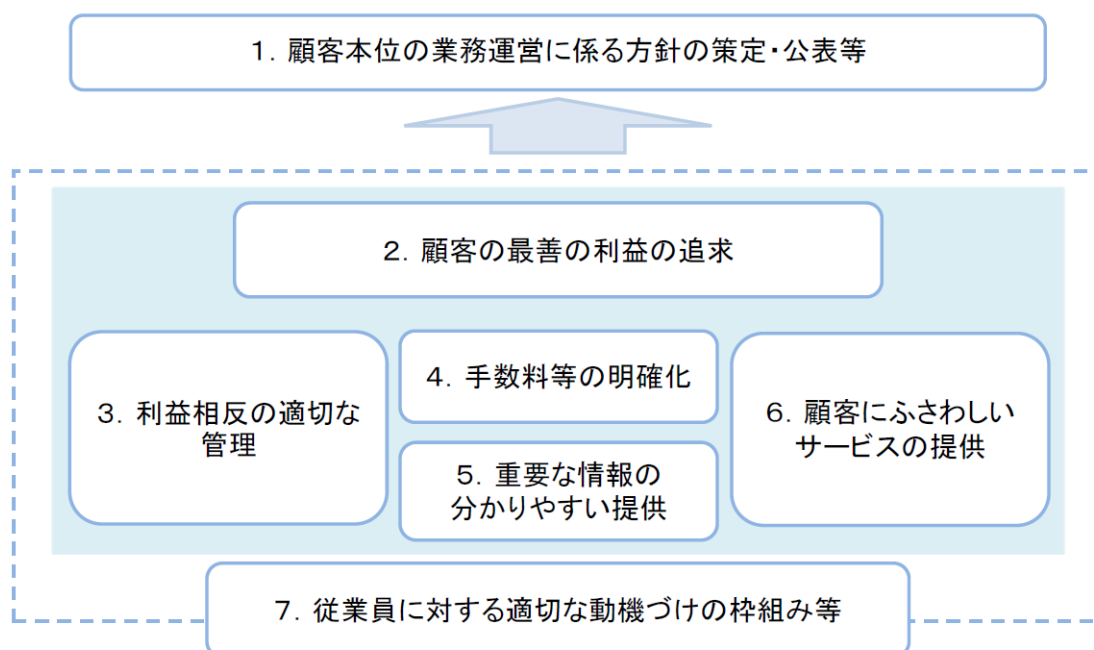 1．顧客本位の業務運営に係る方針の策定・公表等
2．顧客の最善の利益の追求
3．利益相反の適切な
管理
4．手数料等の明確化
5．重要な情報の
分かりやすい提供
6．顧客にふさわしい
サービスの提供
7．従業員に対する適切な動機づけの枠組み等